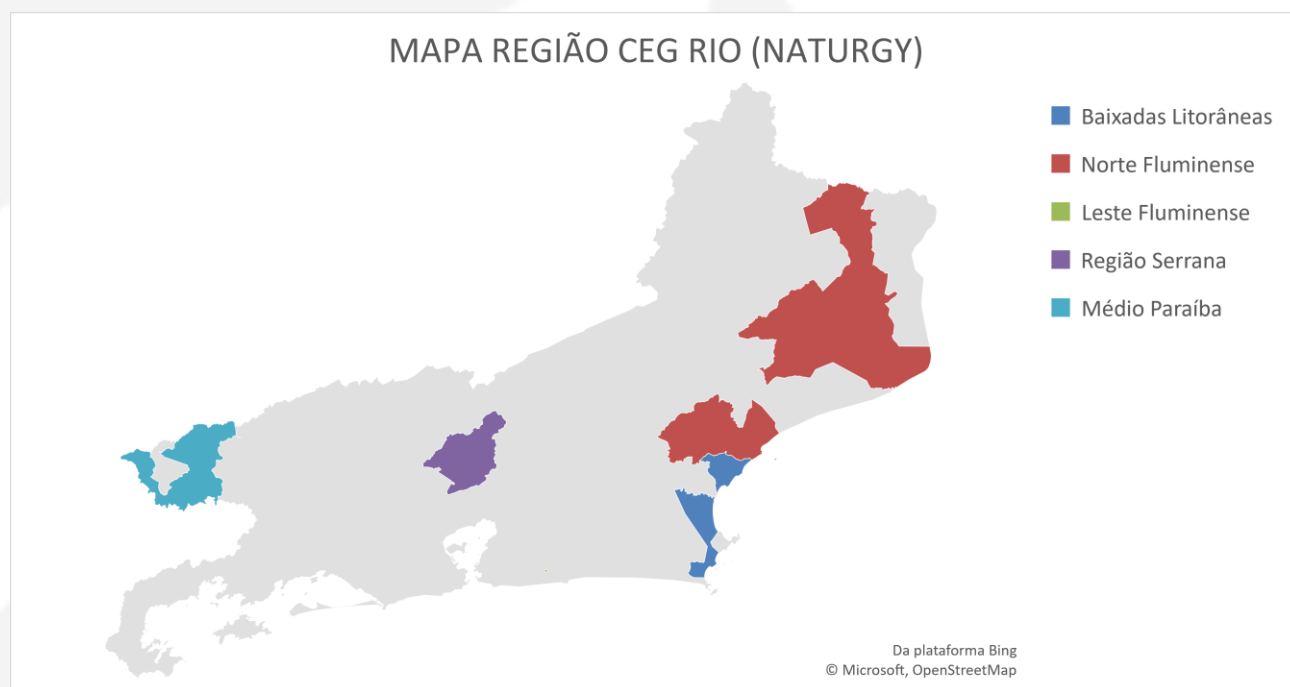 MAPA REGIÃO CEG RIO (NATURGY)
Baixadas Litorâneas
Norte Fluminense
Leste Fluminense
Região Serrana
Médio Paraíba
Da plataforma Bing
© Microsoft, OpenStreetMap